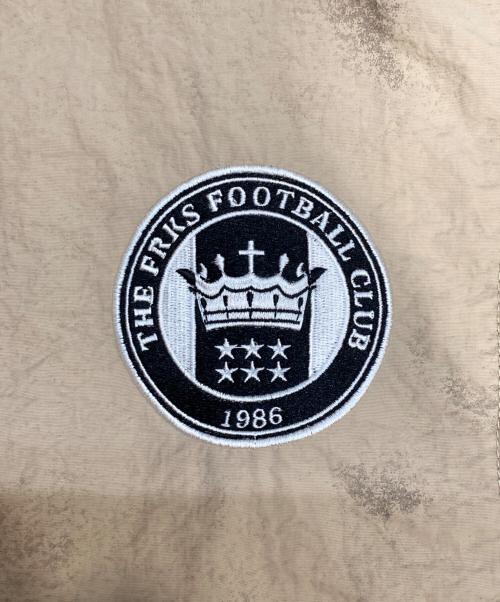 THE FRKS FOOTBALL CLUB
1986